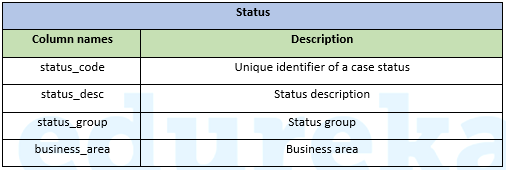 Status
Column names Description
status_code Unique identifier of a case status
status_desc Status description
status_group Status group
business_area Business area
edureka